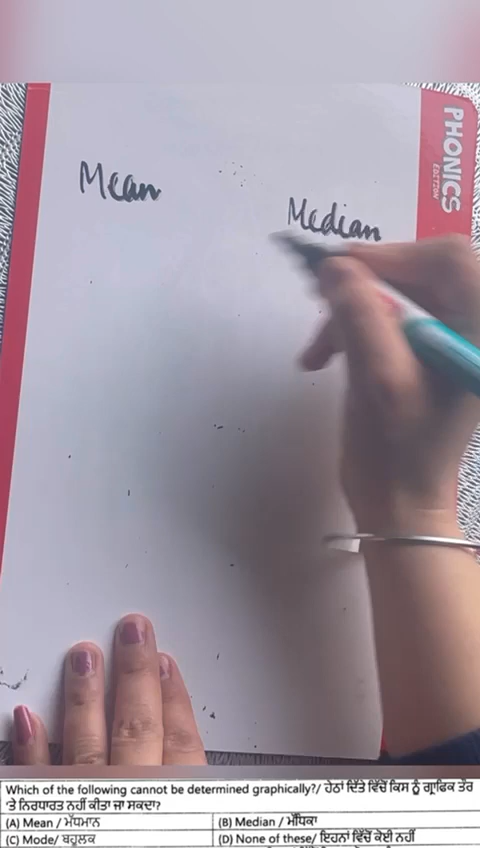 PHONICS
EDITION
Mean
Median
Which of the following cannot be determined graphically?/ ਹੇਠਾਂ ਦਿੱਤੇ ਵਿੱਚੋਂ ਕਿਸ ਨੂੰ ਗ੍ਰਾਫਿਕ ਤੌਰ
'ਤੇ ਨਿਰਧਾਰਤ ਨਹੀਂ ਕੀਤਾ ਜਾ ਸਕਦਾ?
(A) Mean / ਮੱਧਮਾਨ
(B) Median / ਮੱਧਿਕਾ
(C) Mode/ ਬਹੁਲਕ
(D) None of these/ ਇਹਨਾਂ ਵਿੱਚੋਂ ਕੋਈ ਨਹੀਂ